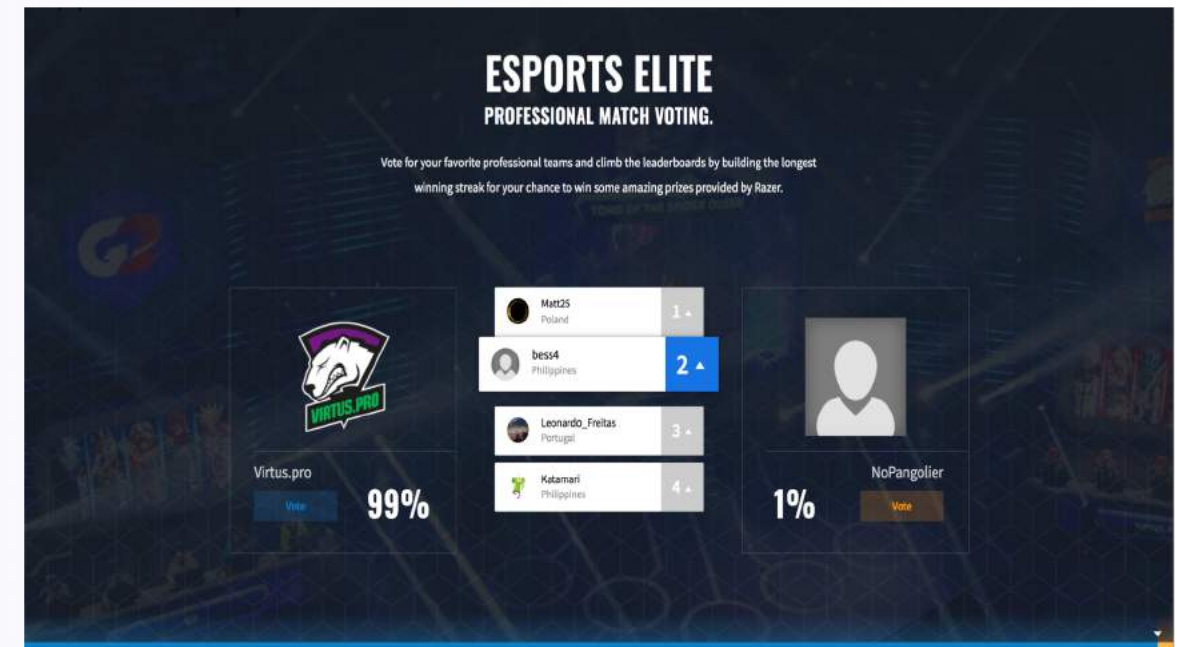 ESPORTS ELITE
PROFESSIONAL MATCH VOTING.
Vote for your favorite professional teams and climb the leaderboards by building the longest
winning streak for your chance to win some amazing prizes provided by Razer.
G2
VIRTUS.PRO
Virtus.pro
Vote
99%
Matt25
Poland
1
bess4
Philippines
2
Leonardo_Freitas
Portugal
3
Katamari
Philippines
4
NoPangolier
1%
Vote